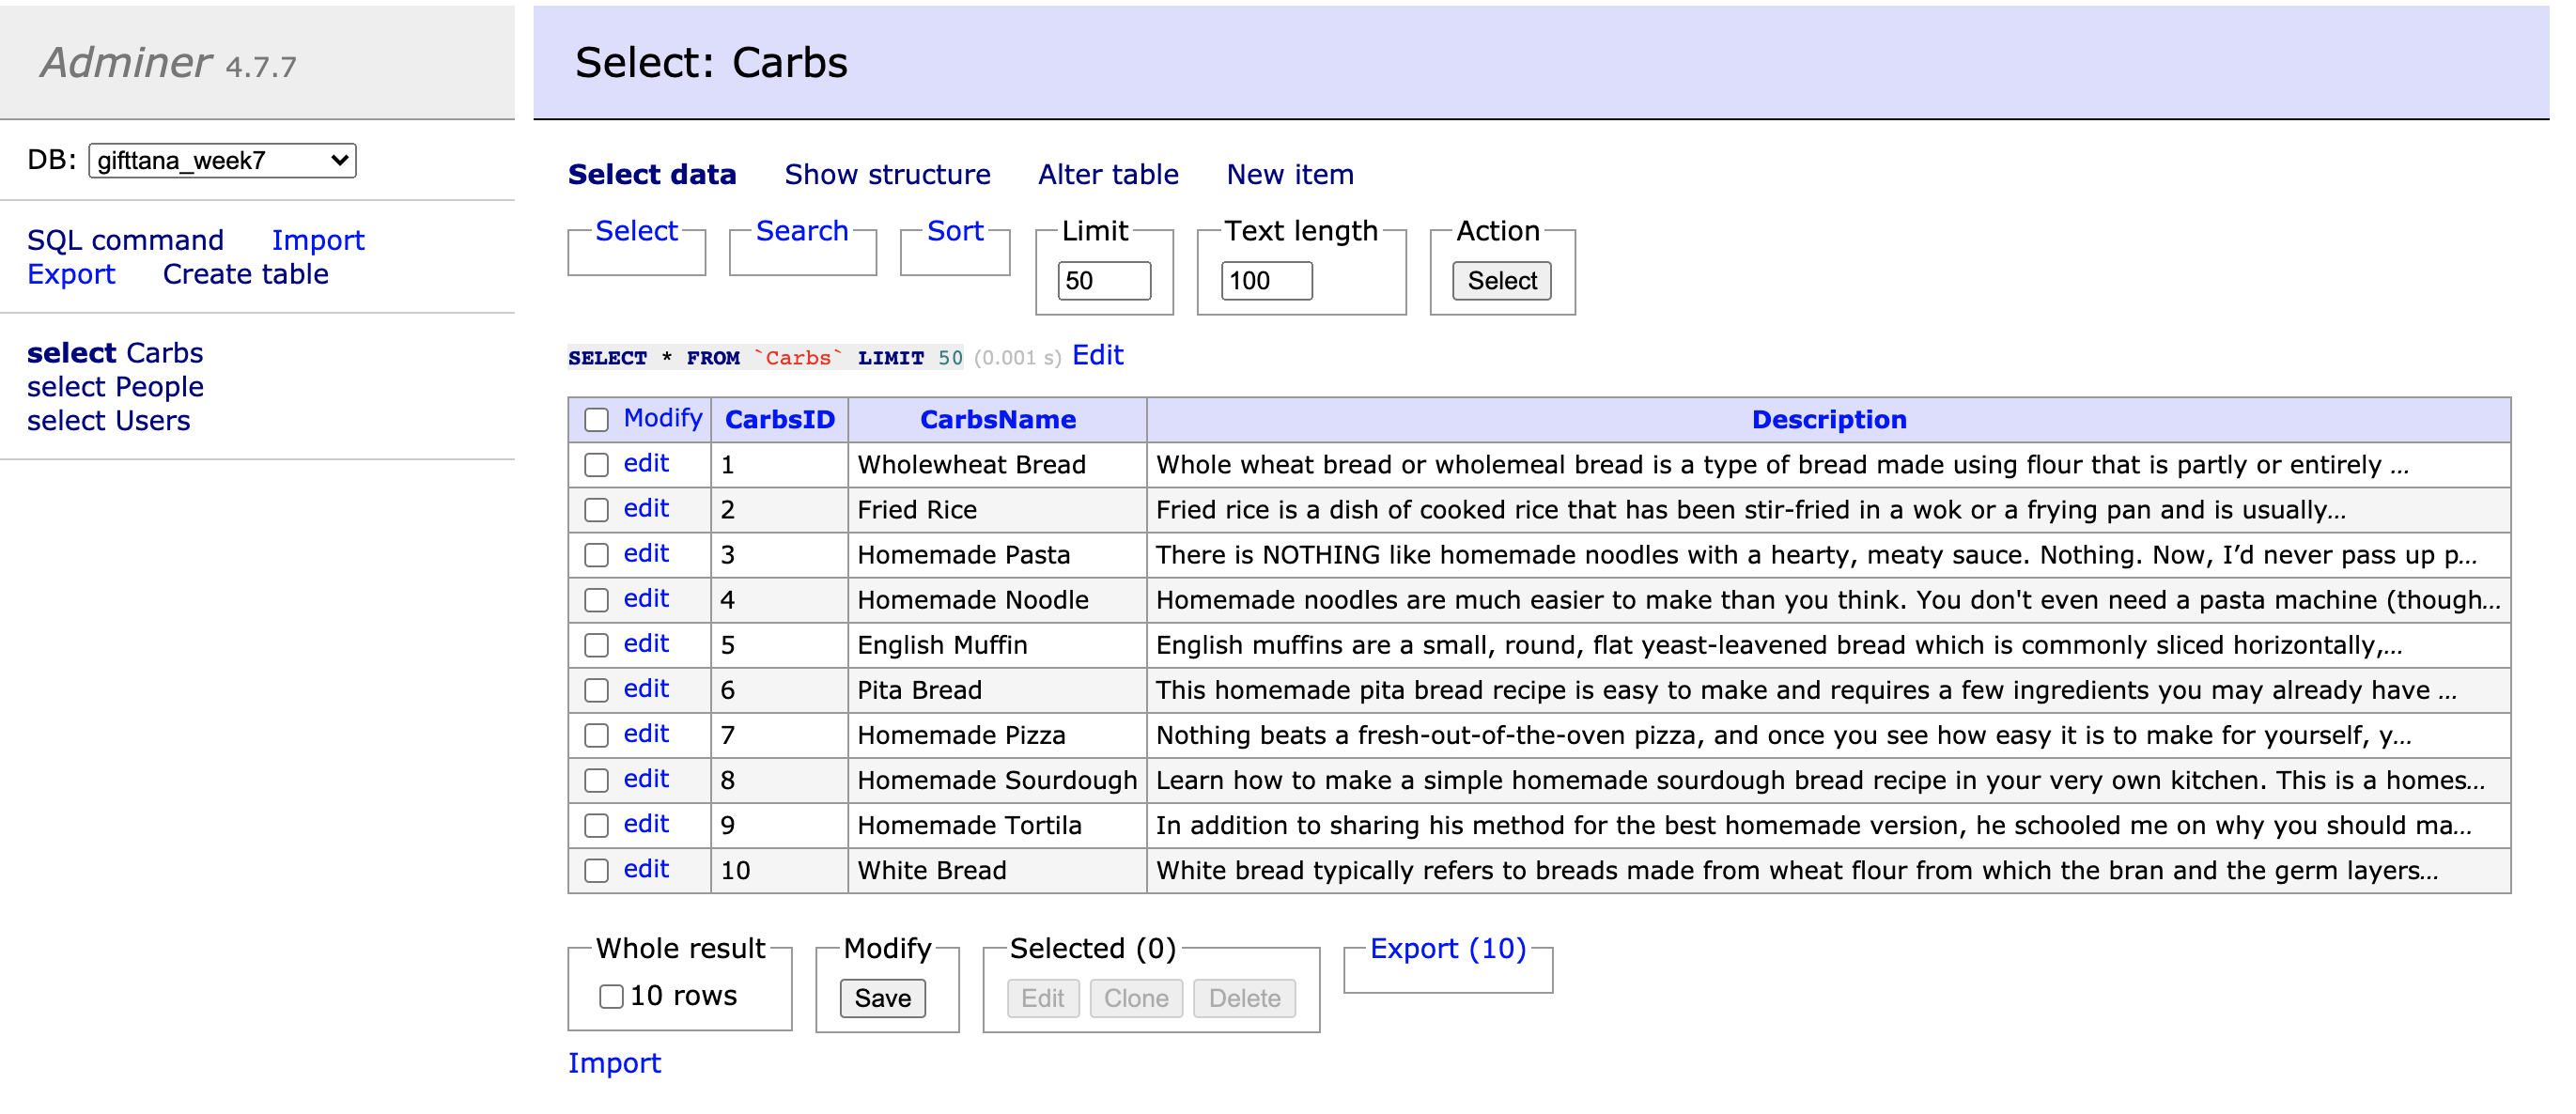 Adminer 4.7.7
DB: gifttana_week7
SQL command Import
Export Create table
select Carbs
select People
select Users
Select: Carbs
Select data Show structure Alter table New item
Select Search Sort Limit Text length Action
50 100 Select
SELECT * FROM `Carbs` LIMIT 50 (0.001 s) Edit
Modify CarbsID CarbsName Description
edit 1 Wholewheat Bread Whole wheat bread or wholemeal bread is a type of bread made using flour that is partly or entirely ...
edit 2 Fried Rice Fried rice is a dish of cooked rice that has been stir-fried in a wok or a frying pan and is usually...
edit 3 Homemade Pasta There is NOTHING like homemade noodles with a hearty, meaty sauce. Nothing. Now, I’d never pass up p...
edit 4 Homemade Noodle Homemade noodles are much easier to make than you think. You don't even need a pasta machine (though...
edit 5 English Muffin English muffins are a small, round, flat yeast-leavened bread which is commonly sliced horizontally,...
edit 6 Pita Bread This homemade pita bread recipe is easy to make and requires a few ingredients you may already have ...
edit 7 Homemade Pizza Nothing beats a fresh-out-of-the-oven pizza, and once you see how easy it is to make for yourself, y...
edit 8 Homemade Sourdough Learn how to make a simple homemade sourdough bread recipe in your very own kitchen. This is a homes...
edit 9 Homemade Tortila In addition to sharing his method for the best homemade version, he schooled me on why you should ma...
edit 10 White Bread White bread typically refers to breads made from wheat flour from which the bran and the germ layers...
Whole result Modify Selected (0) Export (10)
10 rows Save Edit Clone Delete
Import